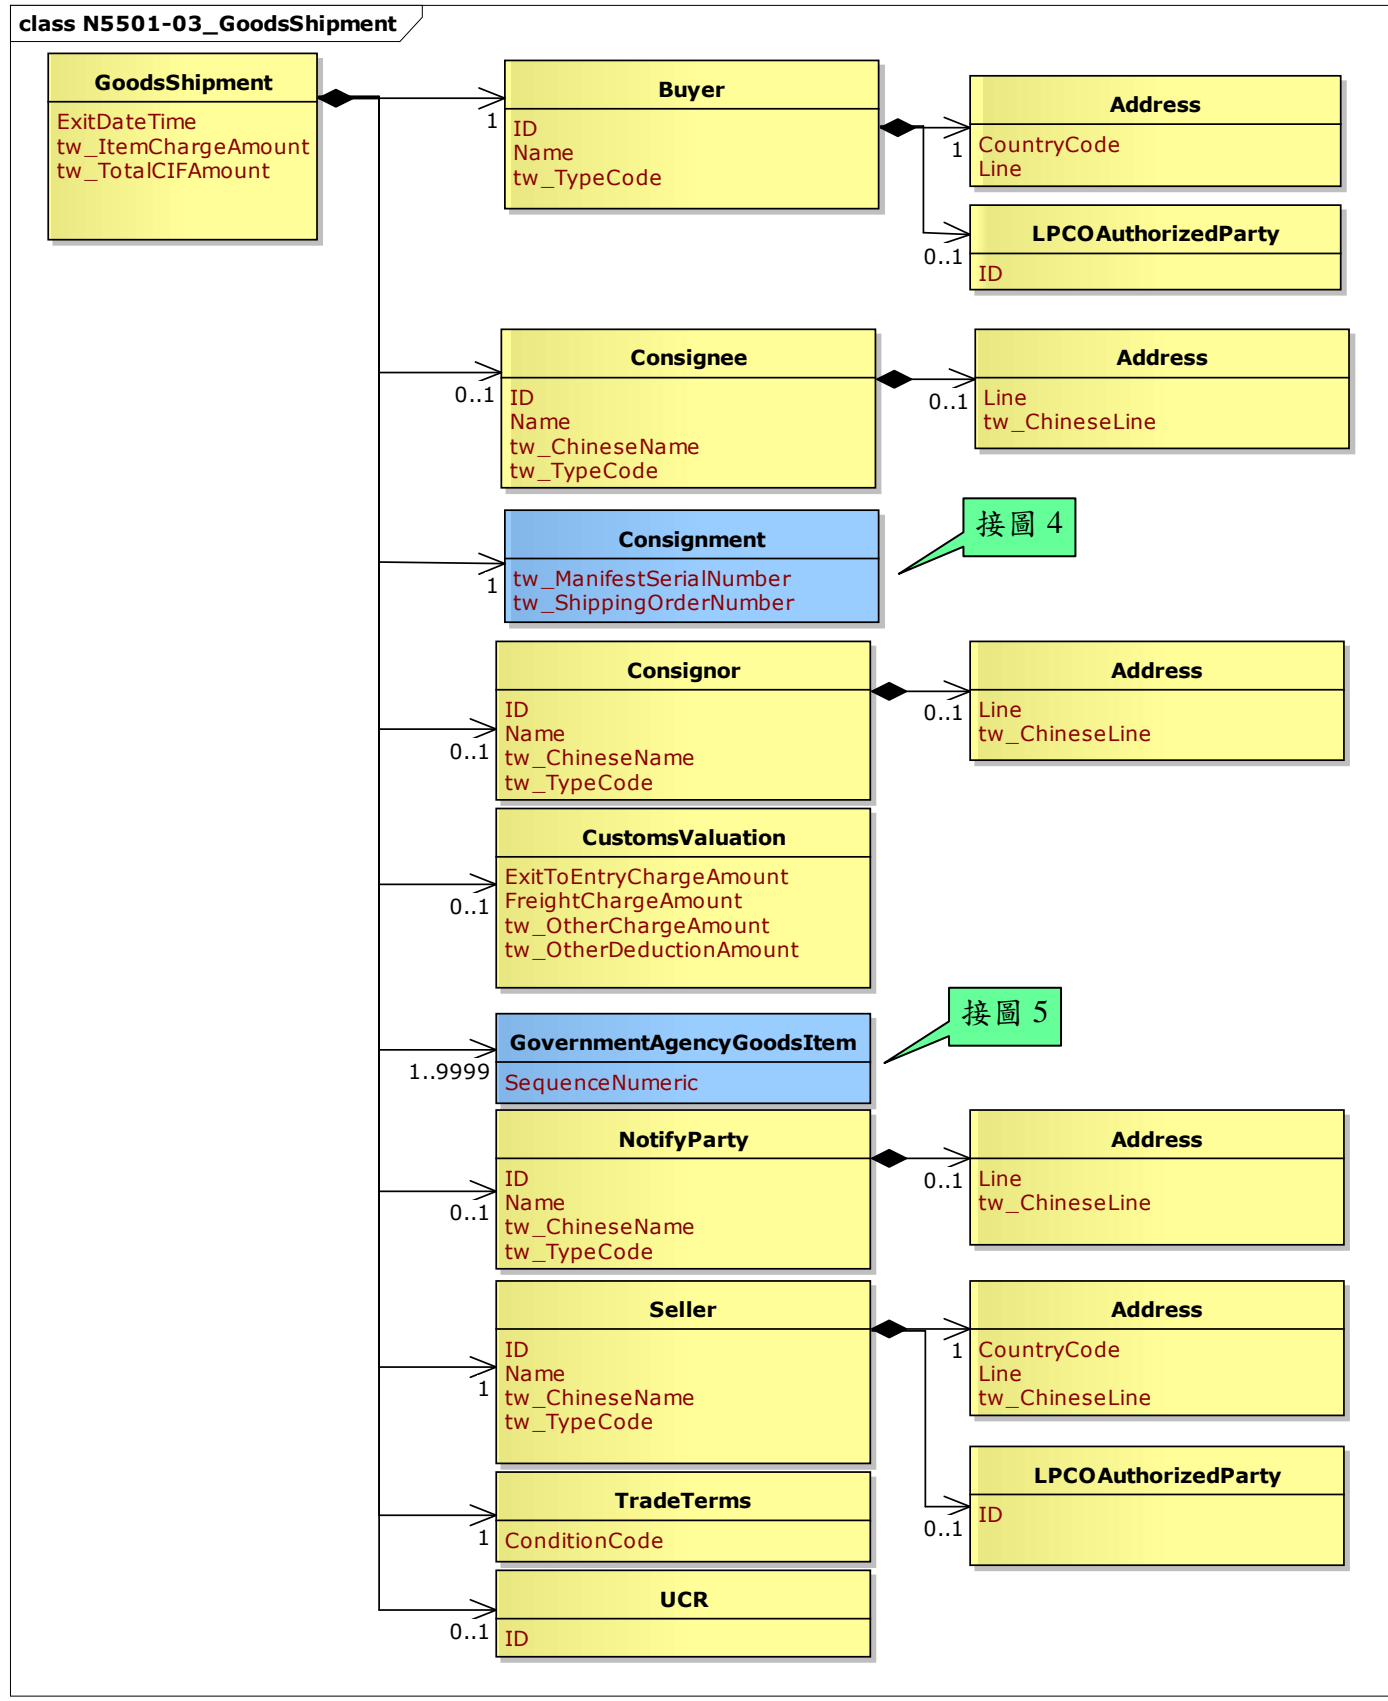 class N5501-03_GoodsShipment
GoodsShipment
ExitDateTime
tw_ItemChargeAmount
tw_TotalCIFAmount
1
Buyer
ID
Name
tw_TypeCode
1
Address
CountryCode
Line
0..1
LPCOAuthorizedParty
ID
0..1
Consignee
ID
Name
tw_ChineseName
tw_TypeCode
0..1
Address
Line
tw_ChineseLine
1
Consignment
tw_ManifestSerialNumber
tw_ShippingOrderNumber
接圖 4
0..1
Consignor
ID
Name
tw_ChineseName
tw_TypeCode
0..1
Address
Line
tw_ChineseLine
0..1
CustomsValuation
ExitToEntryChargeAmount
FreightChargeAmount
tw_OtherChargeAmount
tw_OtherDeductionAmount
1..9999
GovernmentAgencyGoodsItem
SequenceNumeric
接圖 5
0..1
NotifyParty
ID
Name
tw_ChineseName
tw_TypeCode
0..1
Address
Line
tw_ChineseLine
1
Seller
ID
Name
tw_ChineseName
tw_TypeCode
1
Address
CountryCode
Line
tw_ChineseLine
0..1
LPCOAuthorizedParty
ID
1
TradeTerms
ConditionCode
0..1
UCR
ID